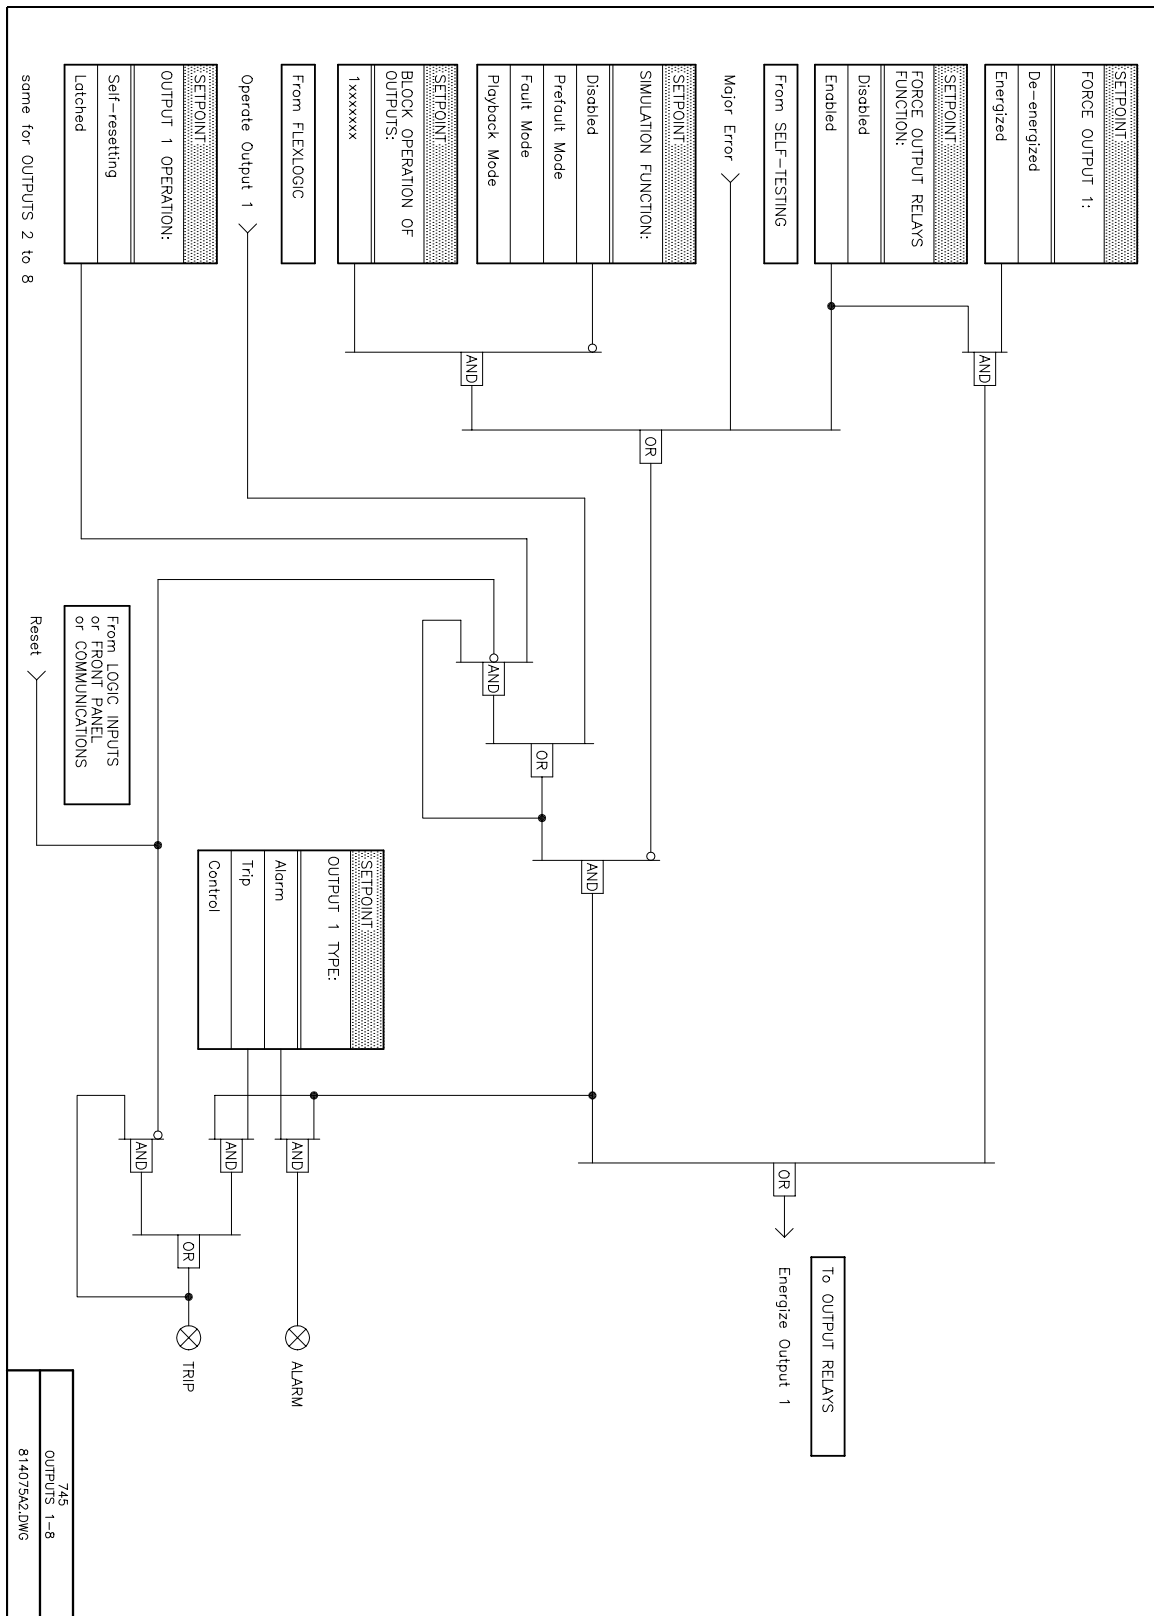 SETPOINT
FORCE OUTPUT 1:
De-energized
Energized
SETPOINT
FORCE OUTPUT RELAYS
FUNCTION:
Disabled
Enabled
From SELF-TESTING
Major Error
SETPOINT
SIMULATION FUNCTION:
Disabled
Prefault Mode
Fault Mode
Playback Mode
SETPOINT
BLOCK OPERATION OF
OUTPUTS:
1xxxxxxx
From FLEXLOGIC
Operate Output 1
SETPOINT
OUTPUT 1 OPERATION:
Self-resetting
Latched
same for OUTPUTS 2 to 8
AND
AND
OR
AND
OR
AND
From LOGIC INPUTS
or FRONT PANEL
or COMMUNICATIONS
Reset
SETPOINT
OUTPUT 1 TYPE:
Alarm
Trip
Control
OR
AND
AND
AND
OR
To OUTPUT RELAYS
Energize Output 1
ALARM
TRIP
745
OUTPUTS 1-8
814075A2.DWG